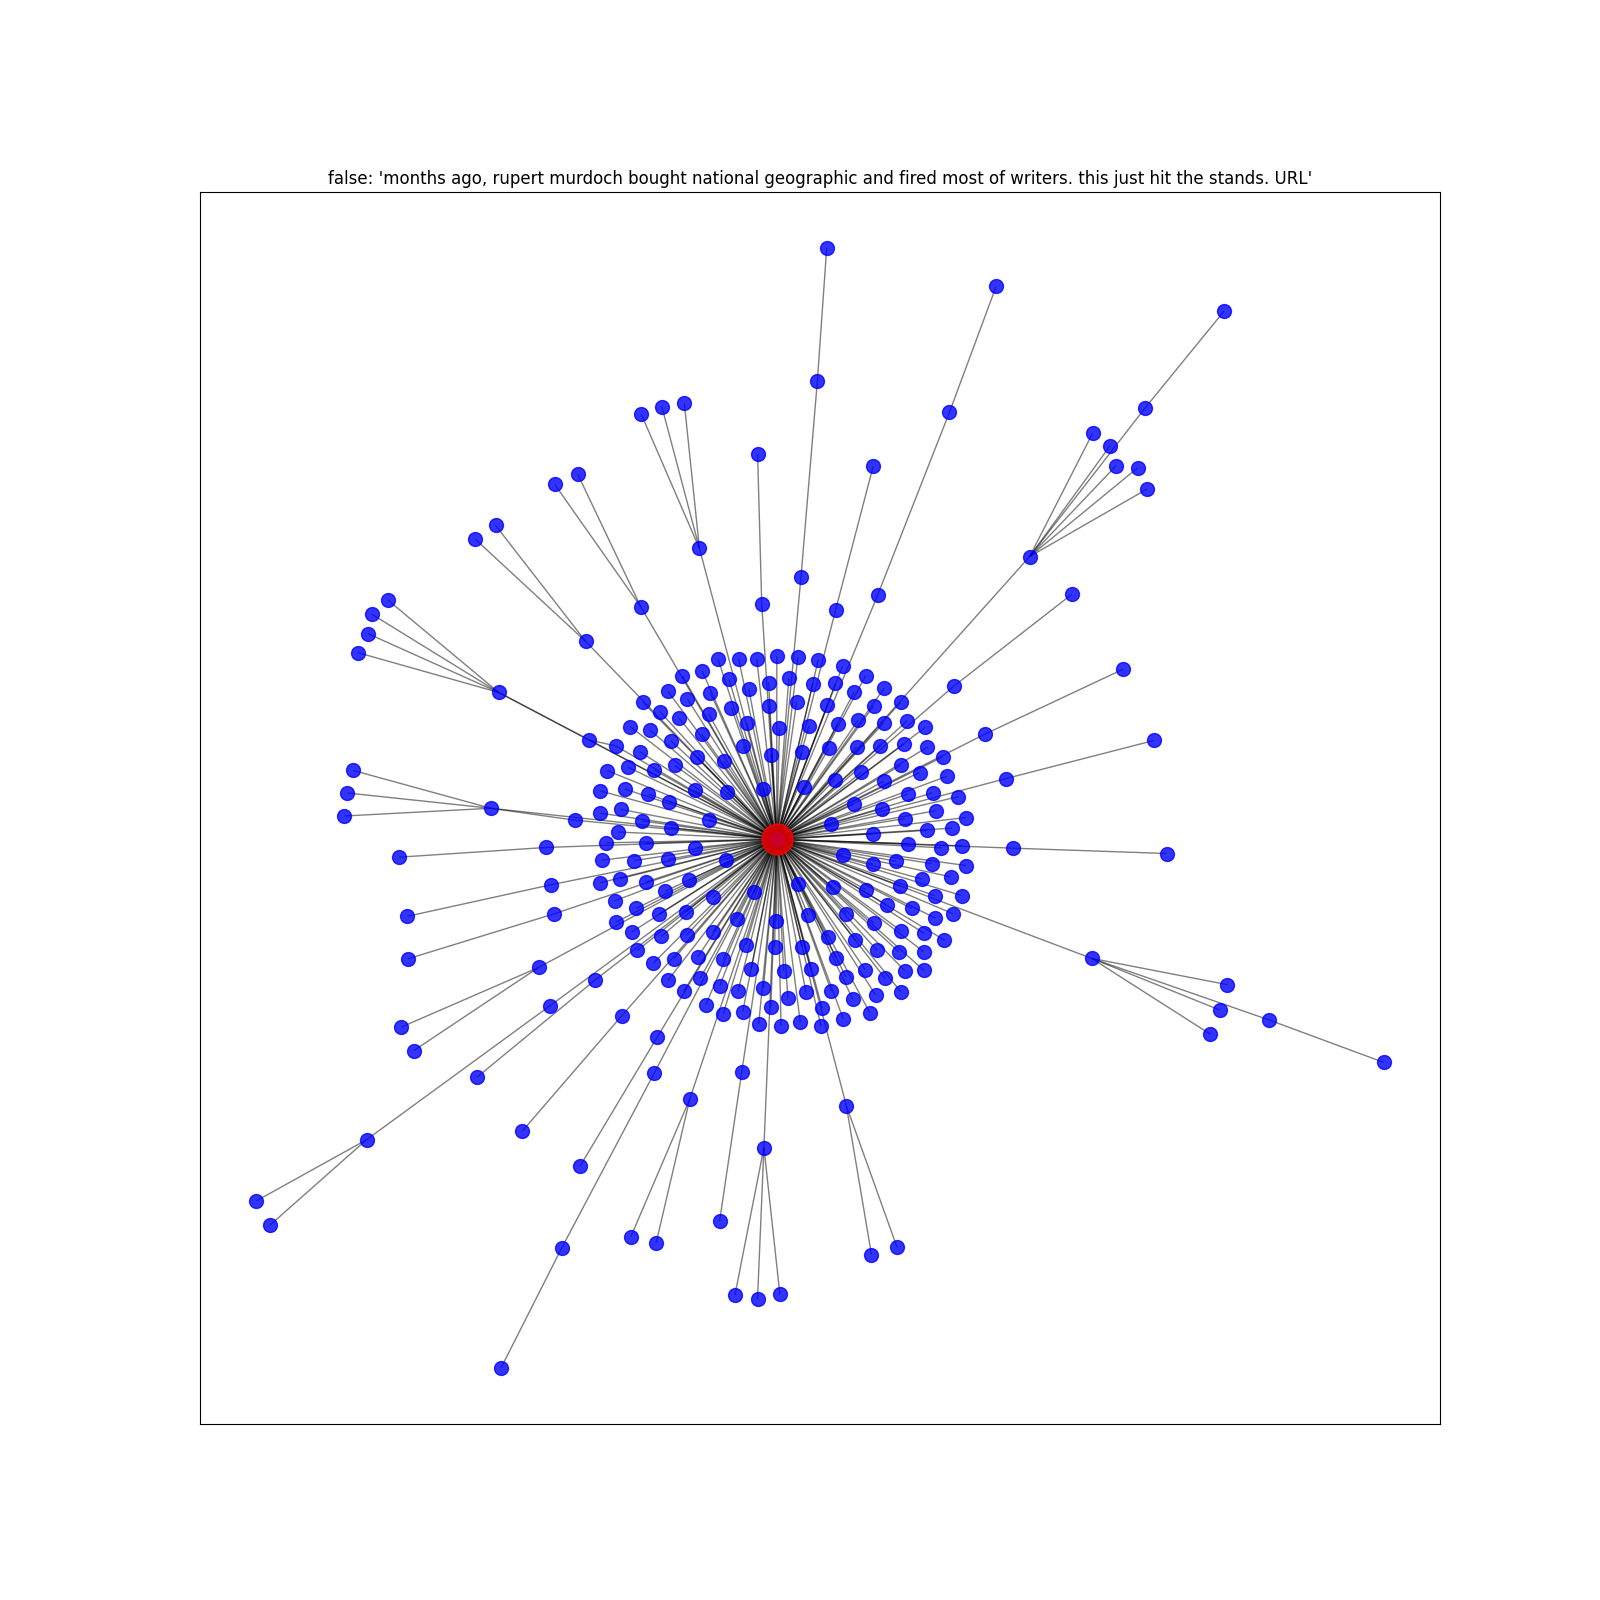 false: 'months ago, rupert murdoch bought national geographic and fired most of writers. this just hit the stands. URL'